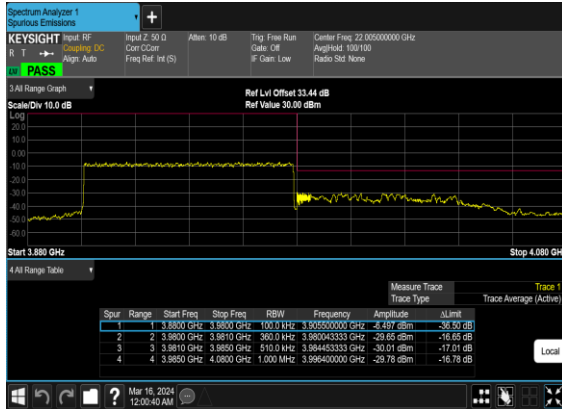 Spectrum Analyzer 1
Spurious Emissions
KEYSIGHT
R T
LW
PASS
Input: RF
Coupling: DC
Align: Auto
Input Z: 50 Ω
Corr CCorr
Freq Ref: Int (S)
Atten: 10 dB
Trig: Free Run
Gate: Off
IF Gain: Low
Center Freq: 22.005000000 GHz
Avg|Hold: 100/100
Radio Std: None
3 All Range Graph
Ref Lvl Offset 33.44 dB
Scale/Div 10.0 dB
Ref Value 30.00 dBm
Log
20.0
10.0
0.00
-10.0
-20.0
-30.0
-40.0
-50.0
-60.0
Start 3.880 GHz
Stop 4.080 GH
4 All Range Table
Measure Trace Trace 1
Trace Type Trace Average (Active)
Spur Range Start Freq Stop Freq RBW Frequency Amplitude ΔLimit
1 1 3.8800 GHz 3.9800 GHz 100.0 kHz 3.905500000 GHz -6.497 dBm -36.50 dB
2 2 3.9800 GHz 3.9810 GHz 360.0 kHz 3.980043333 GHz -29.65 dBm -16.65 dB
3 3 3.9810 GHz 3.9850 GHz 510.0 kHz 3.984453333 GHz -30.01 dBm -17.01 dB
4 4 3.9850 GHz 4.0800 GHz 1.000 MHz 3.996400000 GHz -29.78 dBm -16.78 dB
Local
?
Mar 16, 2024
12:00:40 AM